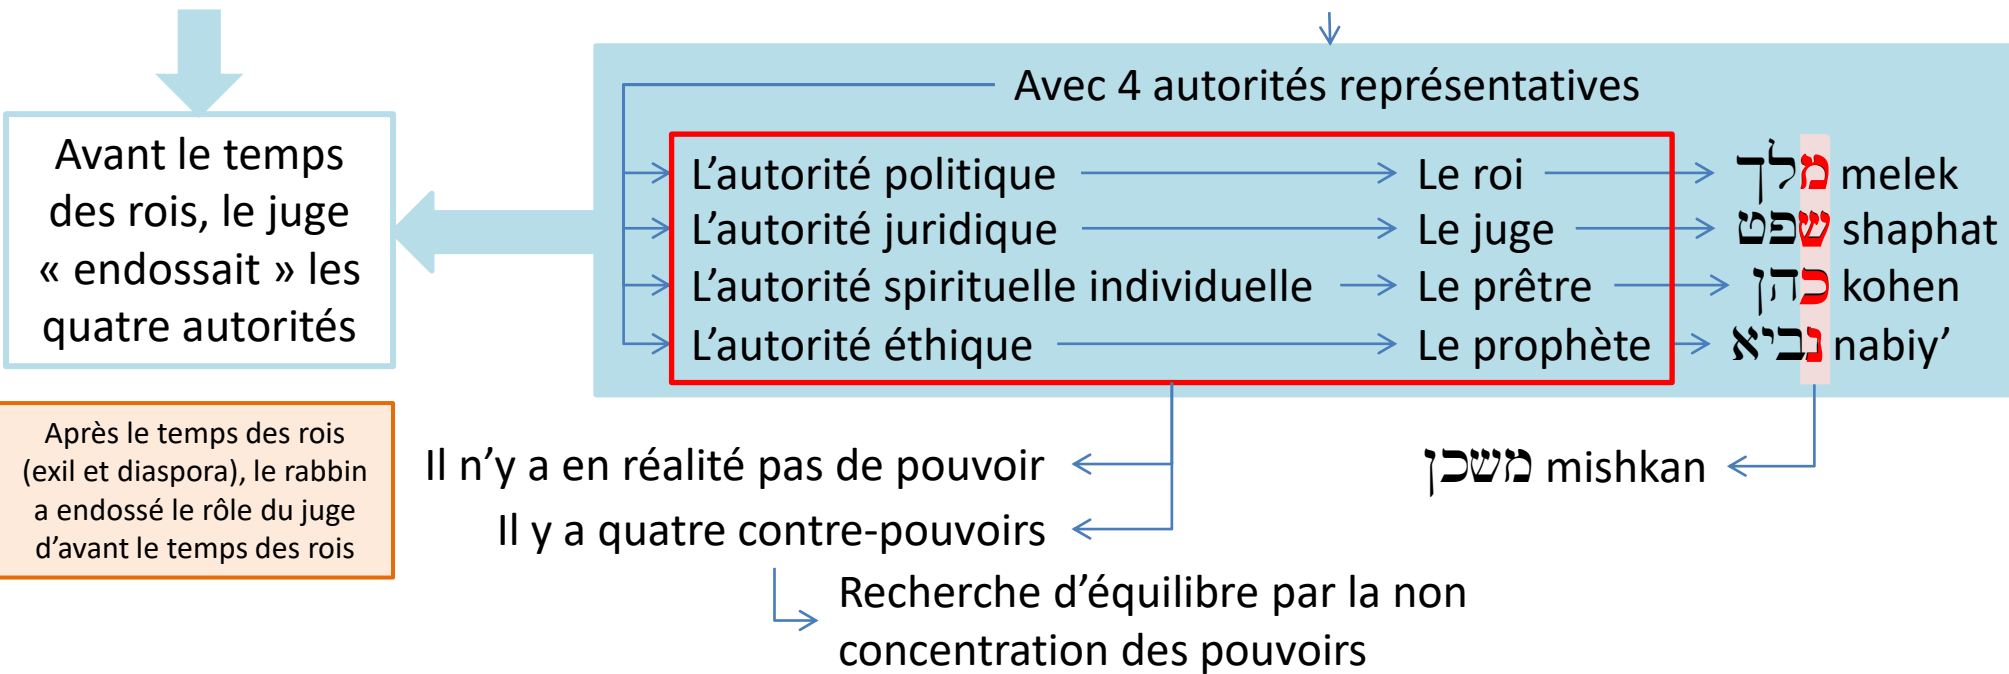 Avec 4 autorités représentatives
L’autorité politique Le roi מלך melek
L’autorité juridique Le juge שפט shaphat
L’autorité spirituelle individuelle Le prêtre כהן kohen
L’autorité éthique Le prophète נביא nabiy’
Avant le temps
des rois, le juge
« endossait » les
quatre autorités
Après le temps des rois
(exil et diaspora), le rabbin
a endossé le rôle du juge
d’avant le temps des rois
Il n’y a en réalité pas de pouvoir
Il y a quatre contre-pouvoirs
Recherche d’équilibre par la non
concentration des pouvoirs
משכן mishkan